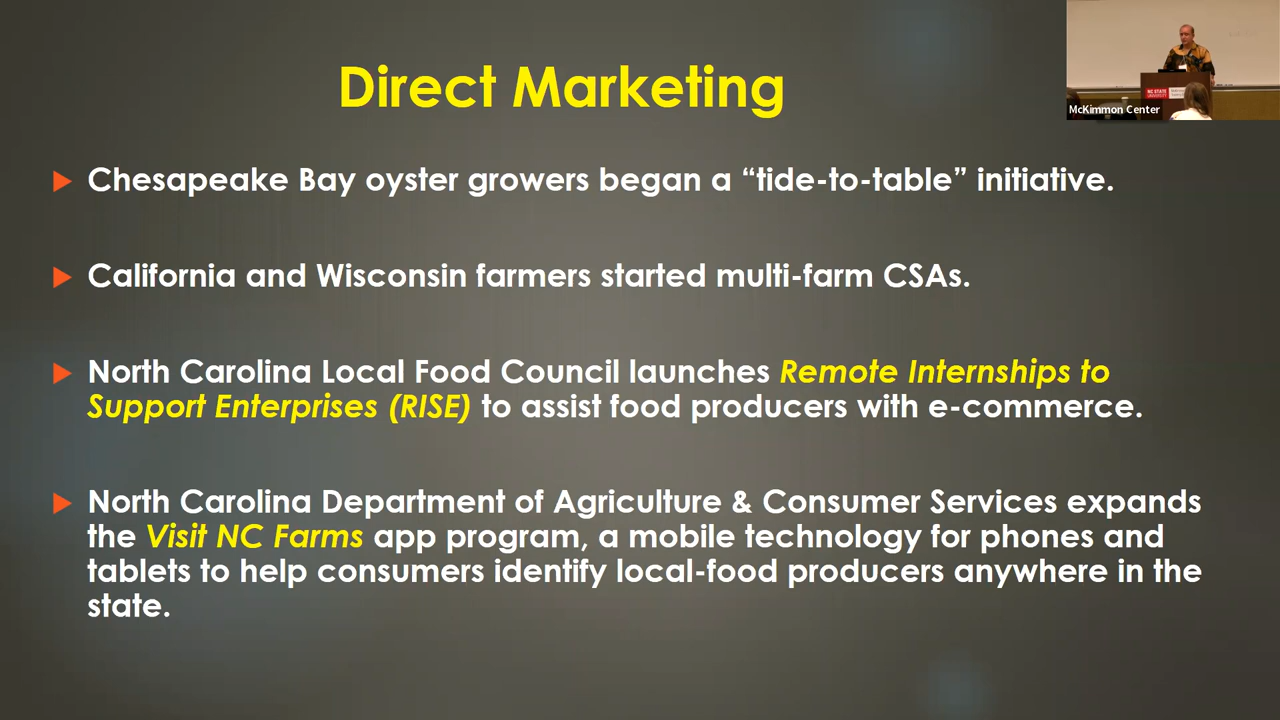 Direct Marketing
McKimmon Center
NC STATE
Chesapeake Bay oyster growers began a “tide-to-table” initiative.
California and Wisconsin farmers started multi-farm CSAs.
North Carolina Local Food Council launches Remote Internships to
Support Enterprises (RISE) to assist food producers with e-commerce.
North Carolina Department of Agriculture & Consumer Services expands
the Visit NC Farms app program, a mobile technology for phones and
tablets to help consumers identify local-food producers anywhere in the
state.